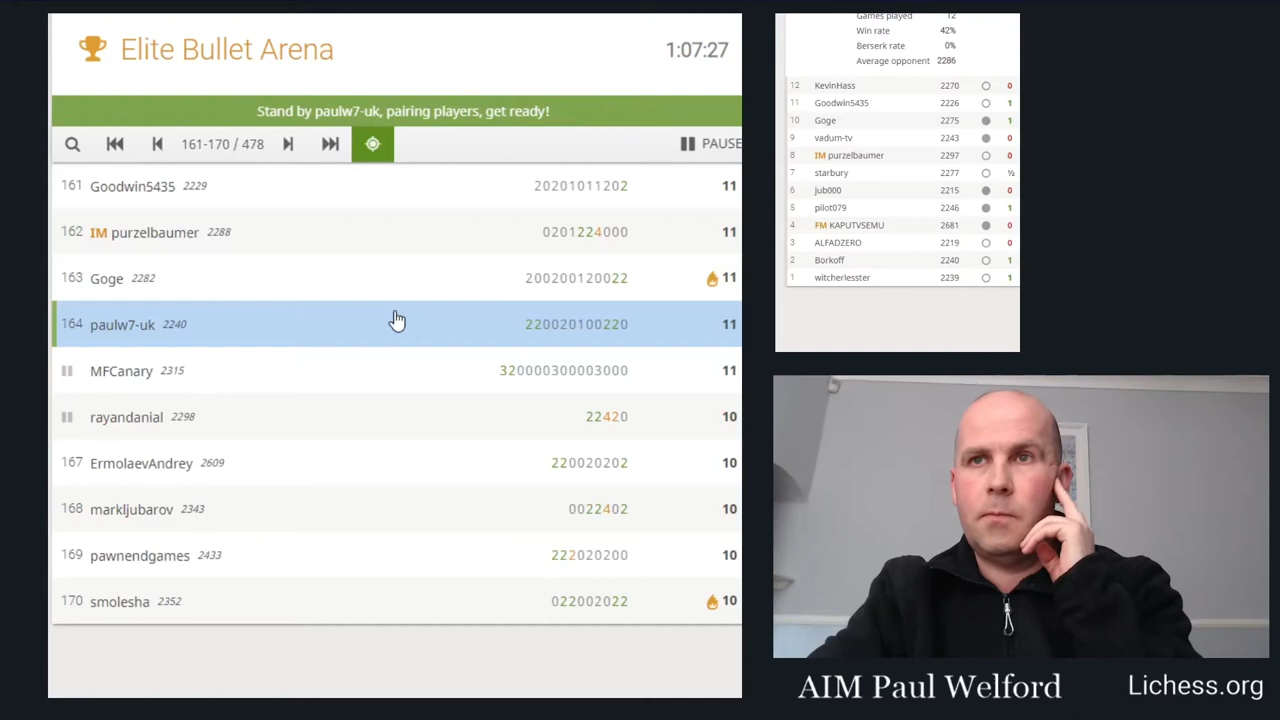 Elite Bullet Arena 1:07:27
Stand by paulw7-uk, pairing players, get ready!
161-170 / 478 PAUSE
161 Goodwin5435 2229 20201011202 11
162 IM purzelbaumer 2288 0201224000 11
163 Goge 2282 200200120022 11
164 paulw7-uk 2240 220020100220 11
MFCanary 2315 320000300003000 11
rayandanial 2298 22420 10
167 ErmolaevAndrey 2609 220020202 10
168 markljubarov 2343 0022402 10
169 pawnendgames 2433 222020200 10
170 smolesha 2352 022002022 10
Games played 12
Win rate 42%
Berserk rate 0%
Average opponent 2286
12 KevinHass 2270 0
11 Goodwin5435 2226 1
10 Goge 2275 1
9 vadum-tv 2243 0
8 IM purzelbaumer 2297 0
7 starbury 2277 ½
6 jub000 2215 0
5 pilot079 2246 1
4 FM KAPUTVSEMU 2681 0
3 ALFADZERO 2219 0
2 Borkoff 2240 1
1 witcherlesster 2239 1
AIM Paul Welford Lichess.org